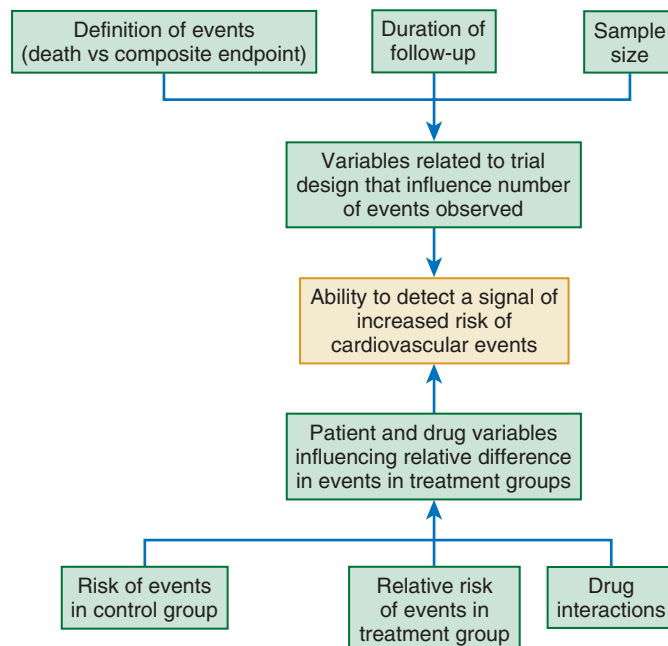 Definition of events
(death vs composite endpoint)
Duration of
follow-up
Sample
size
Variables related to trial
design that influence number
of events observed
Ability to detect a signal of
increased risk of
cardiovascular events
Patient and drug variables
influencing relative difference
in events in treatment groups
Risk of events
in control group
Relative risk
of events in
treatment group
Drug
interactions